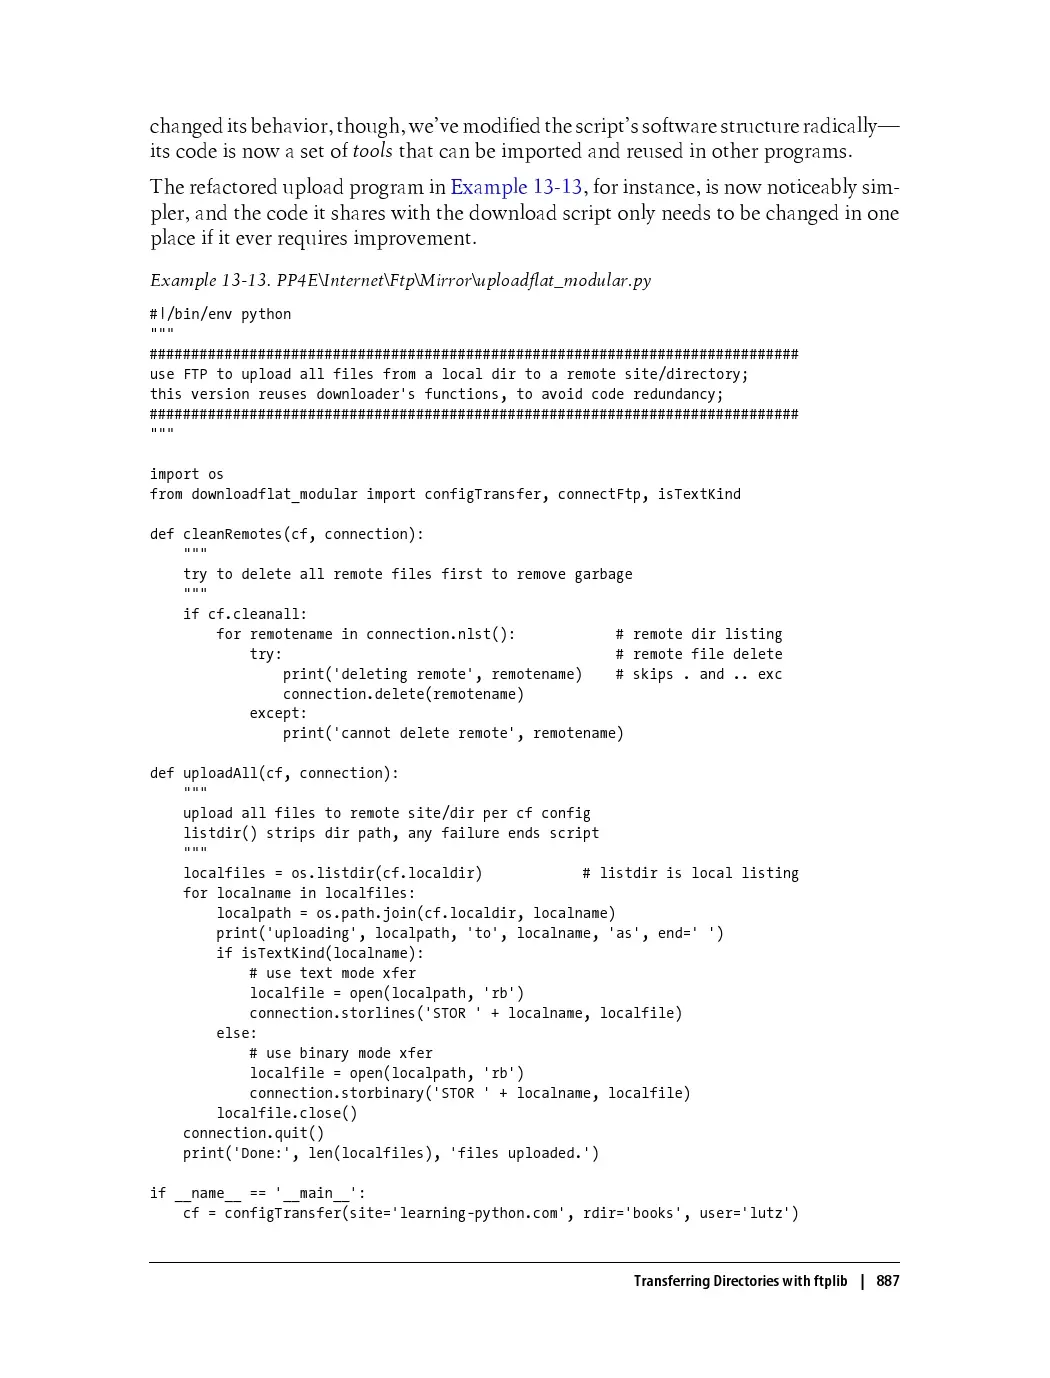 changed its behavior, though, we’ve modified the script’s software structure radically—
its code is now a set of tools that can be imported and reused in other programs.
The refactored upload program in Example 13-13, for instance, is now noticeably sim-
pler, and the code it shares with the download script only needs to be changed in one
place if it ever requires improvement.
Example 13-13. PP4E\Internet\Ftp\Mirror\uploadflat_modular.py
#!/bin/env python
"""
##############################################################################
use FTP to upload all files from a local dir to a remote site/directory;
this version reuses downloader's functions, to avoid code redundancy;
##############################################################################
"""
import os
from downloadflat_modular import configTransfer, connectFtp, isTextKind
def cleanRemotes(cf, connection):
    """
    try to delete all remote files first to remove garbage
    """
    if cf.cleanall:
        for remotename in connection.nlst():            # remote dir listing
            try:                                        # remote file delete
                print('deleting remote', remotename)    # skips . and .. exc
                connection.delete(remotename)
            except:
                print('cannot delete remote', remotename)
def uploadAll(cf, connection):
    """
    upload all files to remote site/dir per cf config
    listdir() strips dir path, any failure ends script
    """
    localfiles = os.listdir(cf.localdir)            # listdir is local listing
    for localname in localfiles:
        localpath = os.path.join(cf.localdir, localname)
        print('uploading', localpath, 'to', localname, 'as', end=' ')
        if isTextKind(localname):
            # use text mode xfer
            localfile = open(localpath, 'rb')
            connection.storlines('STOR ' + localname, localfile)
        else:
            # use binary mode xfer
            localfile = open(localpath, 'rb')
            connection.storbinary('STOR ' + localname, localfile)
        localfile.close()
    connection.quit()
    print('Done:', len(localfiles), 'files uploaded.')
if __name__ == '__main__':
    cf = configTransfer(site='learning-python.com', rdir='books', user='lutz')
Transferring Directories with ftplib | 887